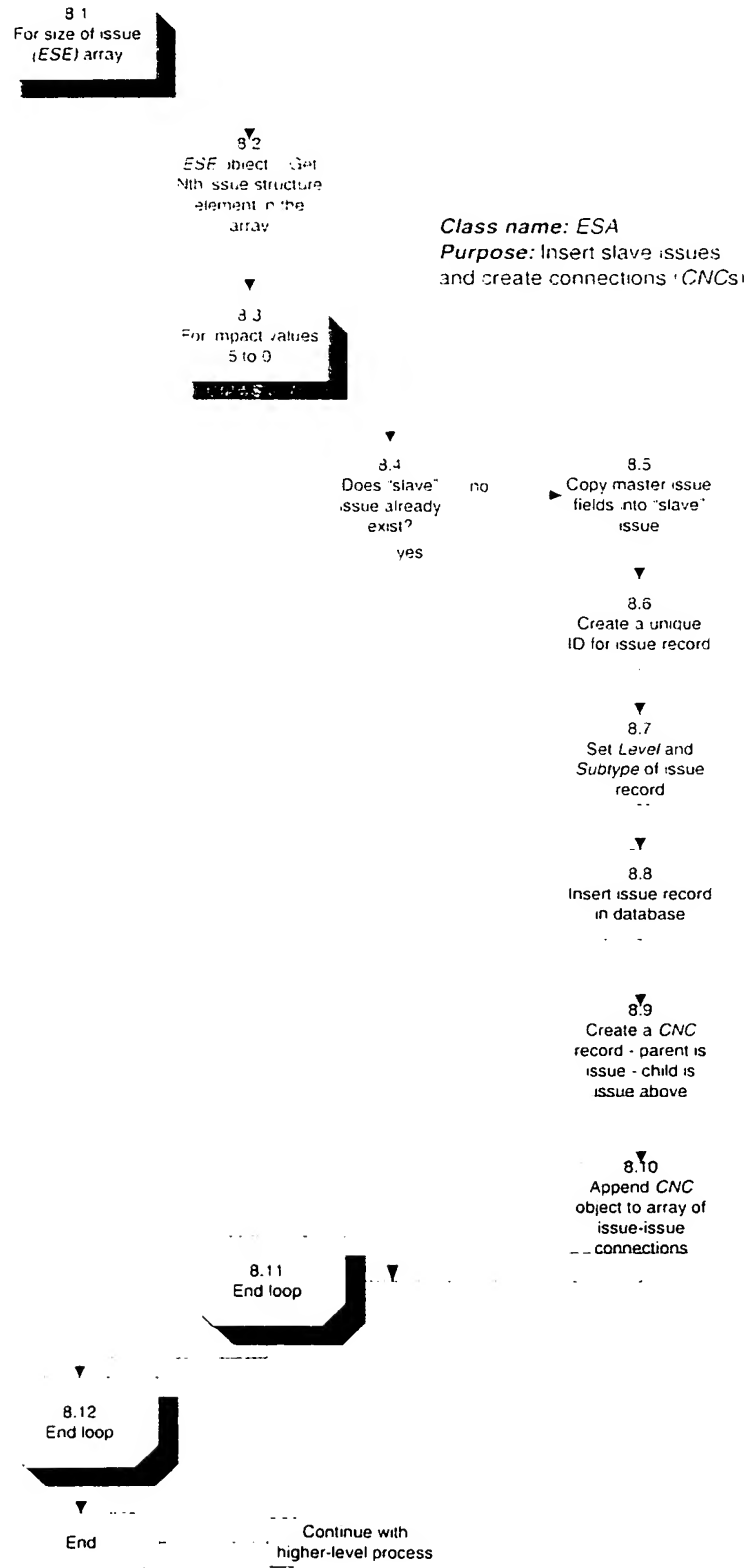 8.1
For size of issue
(ESE) array
8.2
ESE object - Get
Nth issue structure
element in the
array
Class name: ESA
Purpose: Insert slave issues
and create connections (CNCs)
8.3
For impact values
5 to 0
8.4
Does "slave"
issue already
exist?
no
yes
8.5
Copy master issue
fields into "slave"
issue
8.6
Create a unique
ID for issue record
8.7
Set Level and
Subtype of issue
record
8.8
Insert issue record
in database
8.9
Create a CNC
record - parent is
issue - child is
issue above
8.10
Append CNC
object to array of
issue-issue
connections
8.11
End loop
8.12
End loop
End
Continue with
higher-level process